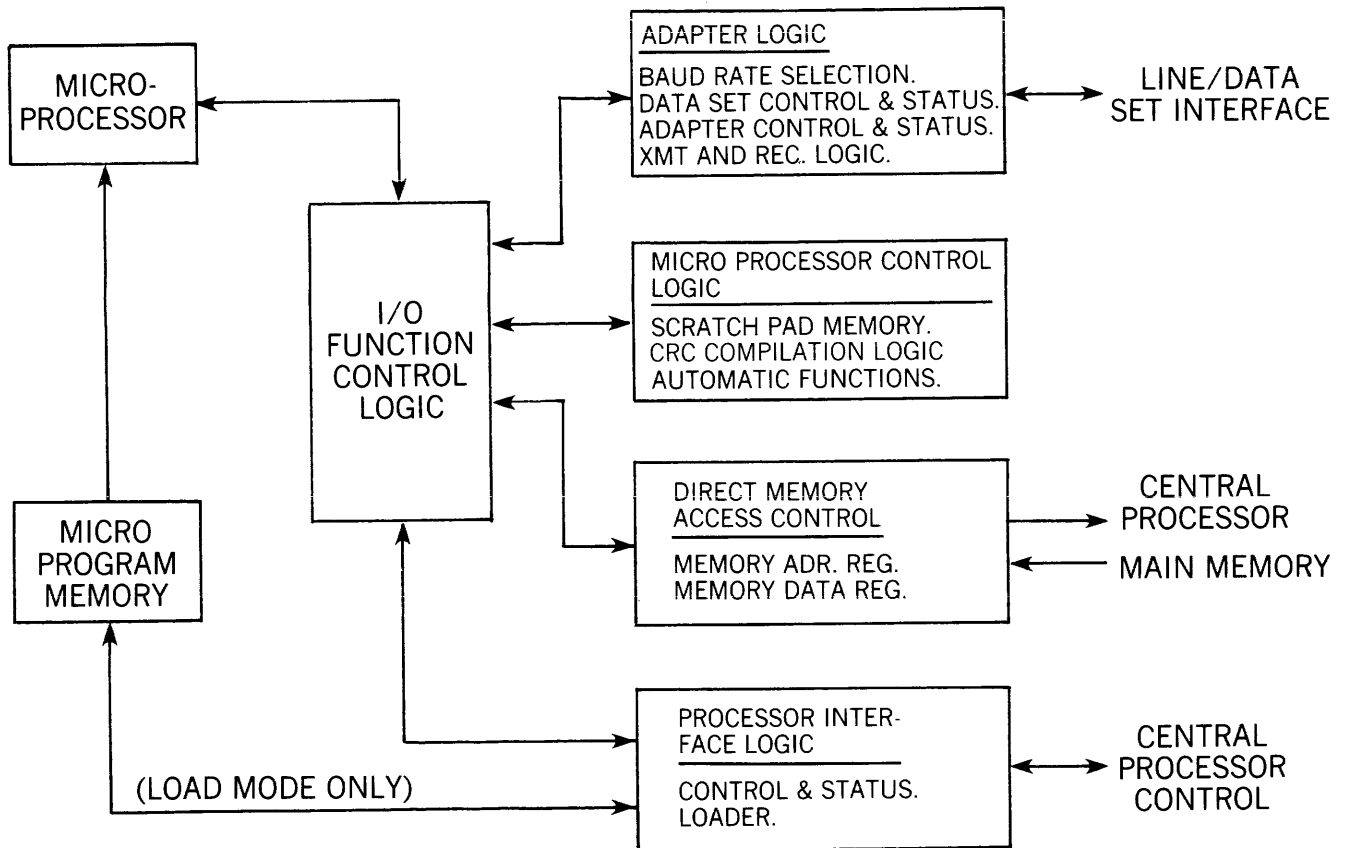 MICRO-
PROCESSOR
MICRO
PROGRAM
MEMORY
(LOAD MODE ONLY)
I/O
FUNCTION
CONTROL
LOGIC
ADAPTER LOGIC
BAUD RATE SELECTION.
DATA SET CONTROL & STATUS.
ADAPTER CONTROL & STATUS.
XMT AND REC. LOGIC.
LINE/DATA
SET INTERFACE
MICRO PROCESSOR CONTROL
LOGIC
SCRATCH PAD MEMORY.
CRC COMPILATION LOGIC
AUTOMATIC FUNCTIONS.
DIRECT MEMORY
ACCESS CONTROL
MEMORY ADR. REG.
MEMORY DATA REG.
CENTRAL
PROCESSOR
MAIN MEMORY
PROCESSOR INTER-
FACE LOGIC
CONTROL & STATUS.
LOADER.
CENTRAL
PROCESSOR
CONTROL